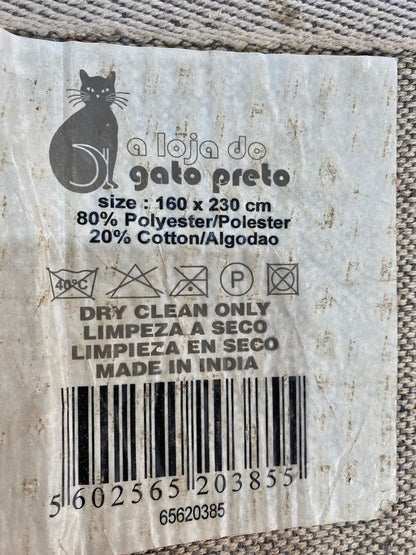 a loja do
gato preto
size : 160 x 230 cm
80% Polyester/Polester
20% Cotton/Algodao
40°C P
DRY CLEAN ONLY
LIMPEZA A SECO
LIMPIEZA EN SECO
MADE IN INDIA
5 602565 203855
65620385